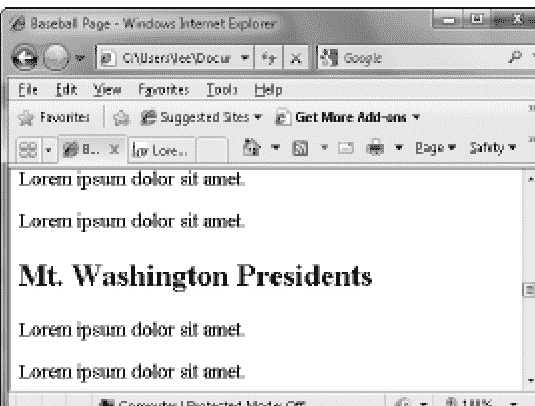 Baseball Page - Windows Internet Explorer
C:\Users\lee\Docur Google
File Edit View Favorites Tools Help
Favorites Suggested Sites Get More Add-ons
B... Lore... Page Safety
Lorem ipsum dolor sit amet.
Lorem ipsum dolor sit amet.
Mt. Washington Presidents
Lorem ipsum dolor sit amet.
Lorem ipsum dolor sit amet.
Computer | Protected Mode: Off 100%